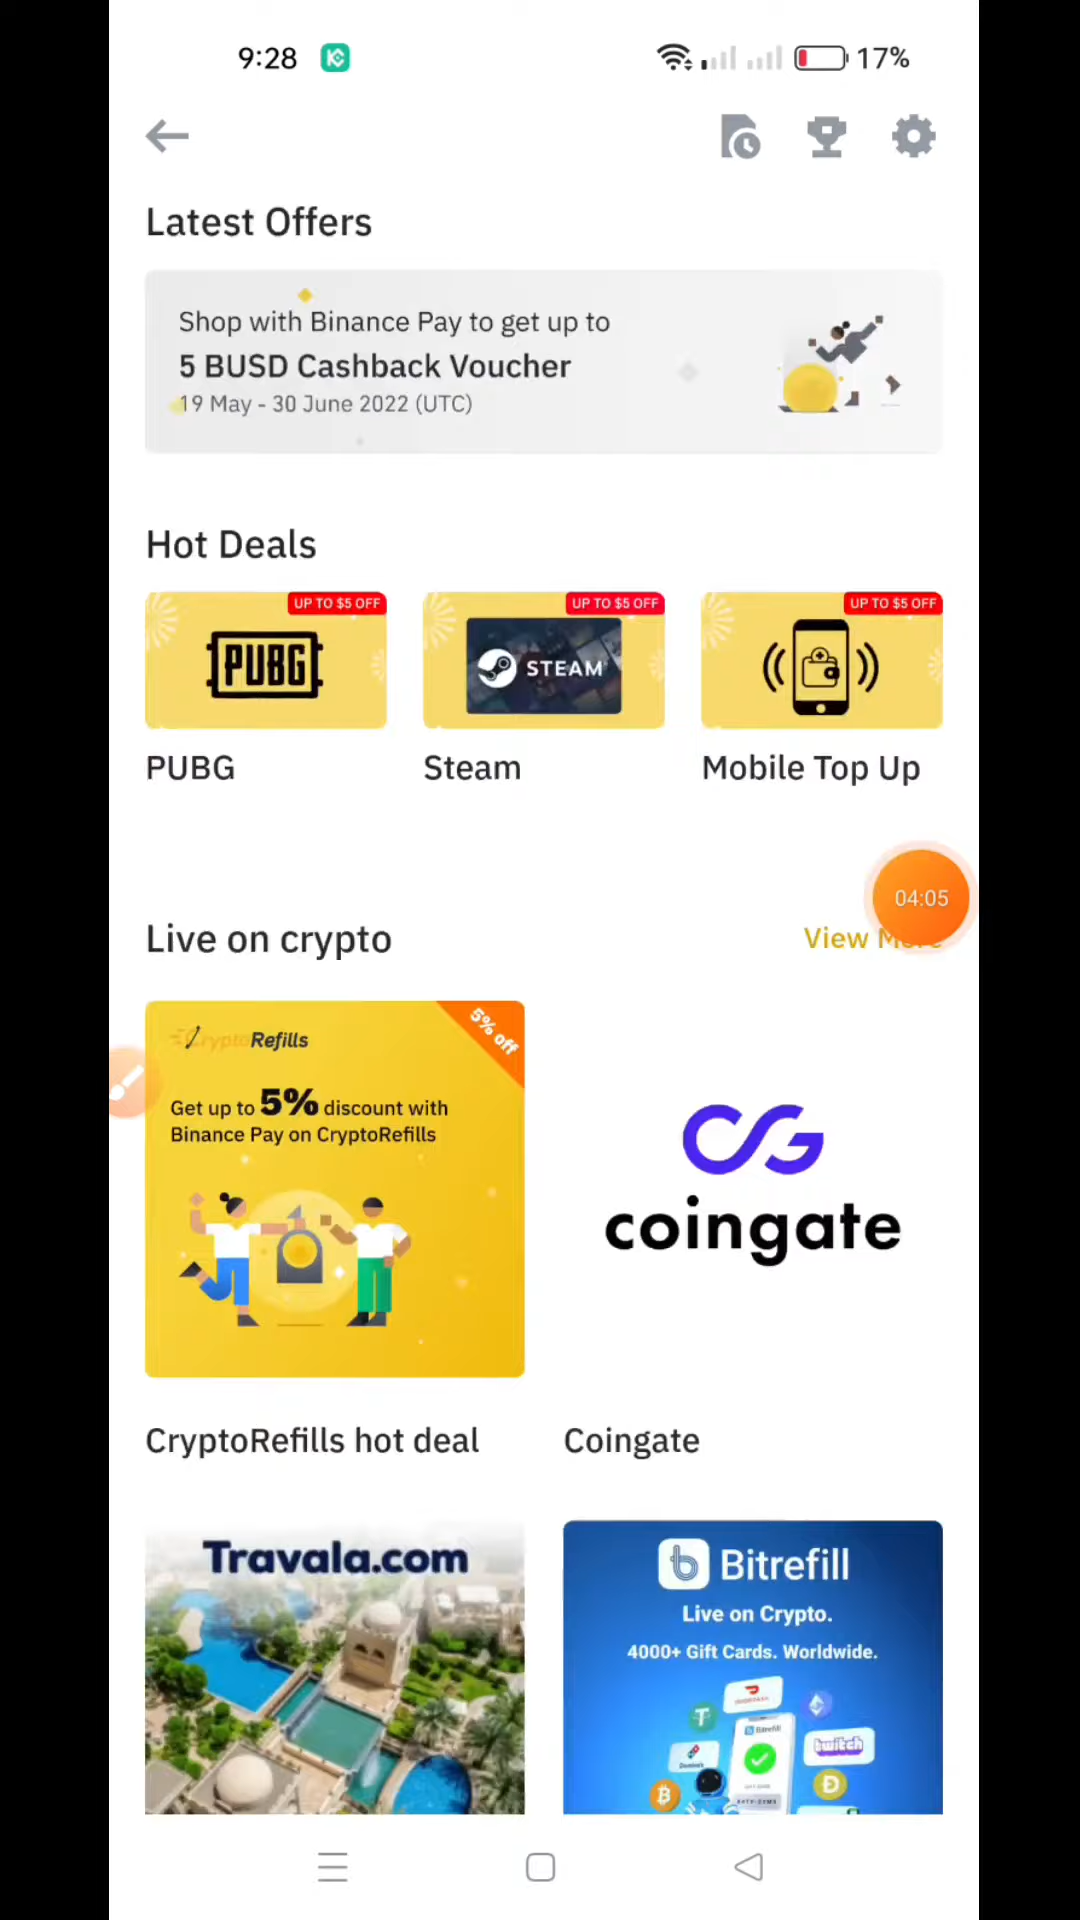 9:28
17%
Latest Offers
Shop with Binance Pay to get up to
5 BUSD Cashback Voucher
19 May - 30 June 2022 (UTC)
Hot Deals
UP TO $5 OFF
UP TO $5 OFF
UP TO $5 OFF
PUBG
STEAM
PUBG
Steam
Mobile Top Up
04:05
Live on crypto
View More
5% off
CryptoRefills
Get up to 5% discount with
Binance Pay on CryptoRefills
coingate
CryptoRefills hot deal
Coingate
Travala.com
Bitrefill
Live on Crypto.
4000+ Gift Cards. Worldwide.
Bitrefill
twitch
Domino's